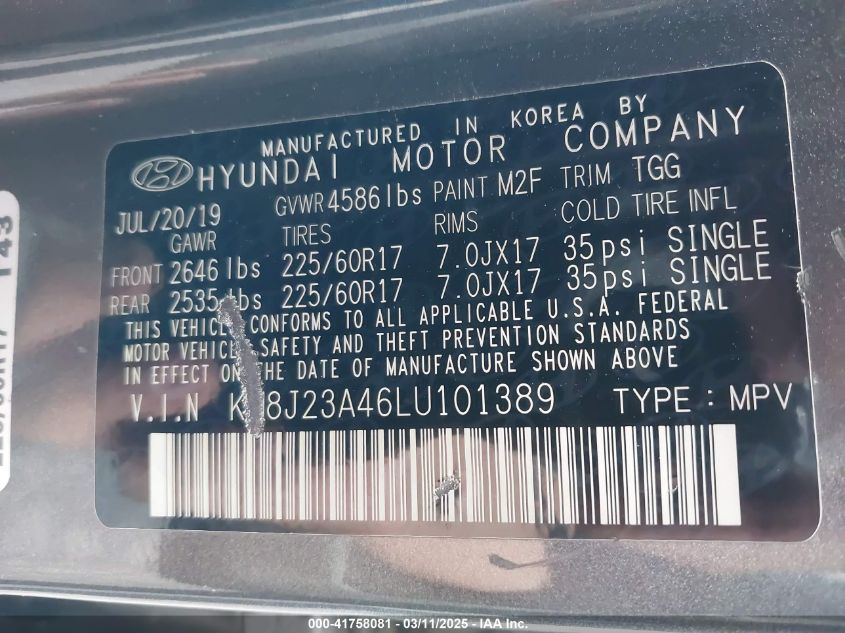 MANUFACTURED IN KOREA BY
HYUNDAI MOTOR COMPANY
JUL/20/19 GVWR 4586 lbs PAINT M2F TRIM TGG
GAWR TIRES RIMS COLD TIRE INFL
FRONT 2646 lbs 225/60R17 7.0JX17 35psi SINGLE
REAR 2535 lbs 225/60R17 7.0JX17 35psi SINGLE
THIS VEHICLE CONFORMS TO ALL APPLICABLE U.S.A. FEDERAL
MOTOR VEHICLE SAFETY AND THEFT PREVENTION STANDARDS
IN EFFECT ON THE DATE OF MANUFACTURE SHOWN ABOVE
V.I.N TYPE : MPV
143
000-41758081 - 03/11/2025 - IAA Inc.